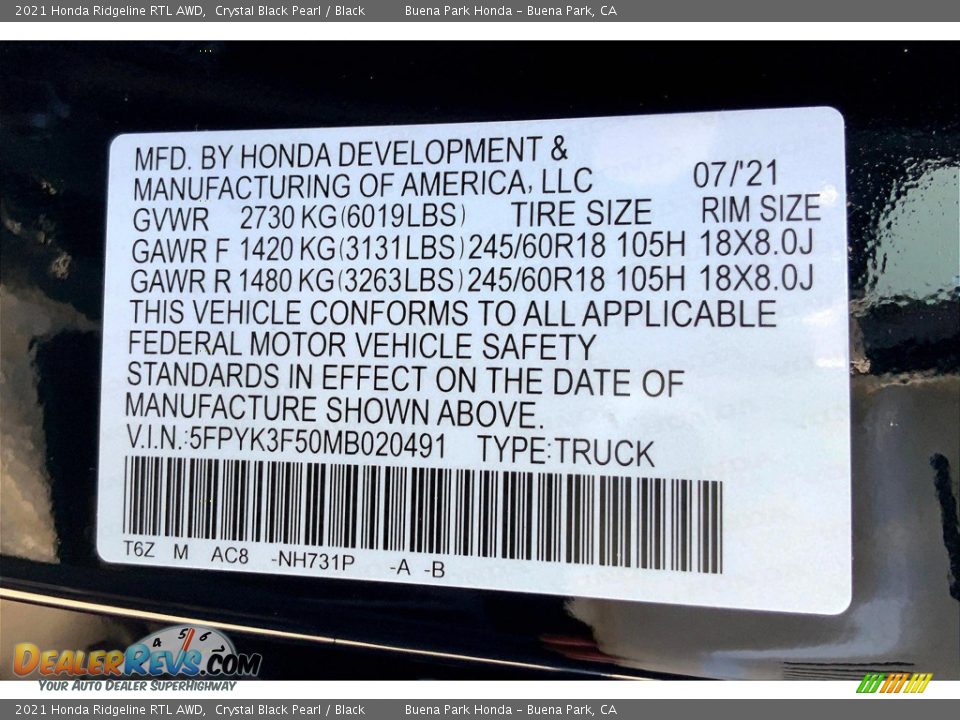 2021 Honda Ridgeline RTL AWD, Crystal Black Pearl / Black Buena Park Honda - Buena Park, CA
MFD. BY HONDA DEVELOPMENT &
MANUFACTURING OF AMERICA, LLC 07/'21
GVWR 2730 KG(6019LBS) TIRE SIZE RIM SIZE
GAWR F 1420 KG(3131LBS) 245/60R18 105H 18X8.0J
GAWR R 1480 KG(3263LBS) 245/60R18 105H 18X8.0J
THIS VEHICLE CONFORMS TO ALL APPLICABLE
FEDERAL MOTOR VEHICLE SAFETY
STANDARDS IN EFFECT ON THE DATE OF
MANUFACTURE SHOWN ABOVE.
V.I.N.:5FPYK3F50MB020491 TYPE:TRUCK
T6Z M AC8 -NH731P -A -B
4 5 6
DEALERREVS.COM
YOUR AUTO DEALER SUPERHIGHWAY
2021 Honda Ridgeline RTL AWD, Crystal Black Pearl / Black Buena Park Honda - Buena Park, CA